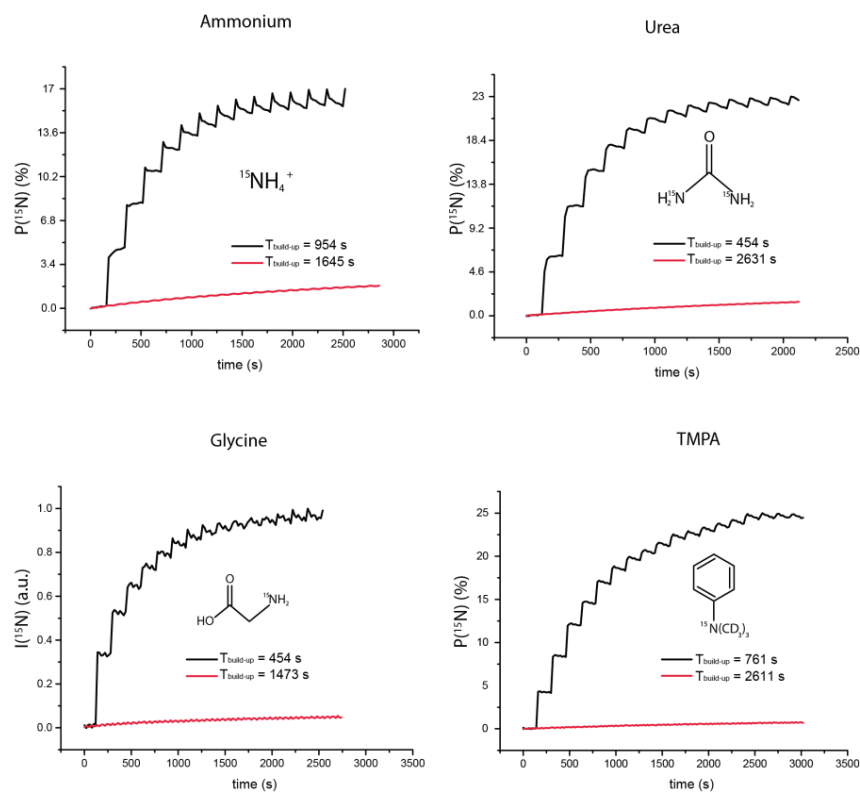 Ammonium
P(¹⁵N) (%)
17
13.6
10.2
6.8
3.4
0.0
¹⁵NH₄⁺
Tbuild-up = 954 s
Tbuild-up = 1645 s
0 500 1000 1500 2000 2500 3000
time (s)
Urea
P(¹⁵N) (%)
23
18.4
13.8
9.2
4.6
0.0
O
H₂¹⁵N ¹⁵NH₂
Tbuild-up = 454 s
Tbuild-up = 2631 s
0 500 1000 1500 2000
time (s)
Glycine
I(¹⁵N) (a.u.)
1.0
0.8
0.6
0.4
0.2
0.0
O
HO ¹⁵NH₂
Tbuild-up = 454 s
Tbuild-up = 1473 s
0 500 1000 1500 2000 2500 3000 3500
time (s)
TMPA
P(¹⁵N) (%)
25
20
15
10
5
0
¹⁵N(CD₃)₃
Tbuild-up = 761 s
Tbuild-up = 2611 s
0 500 1000 1500 2000 2500 3000 3500
time (s)